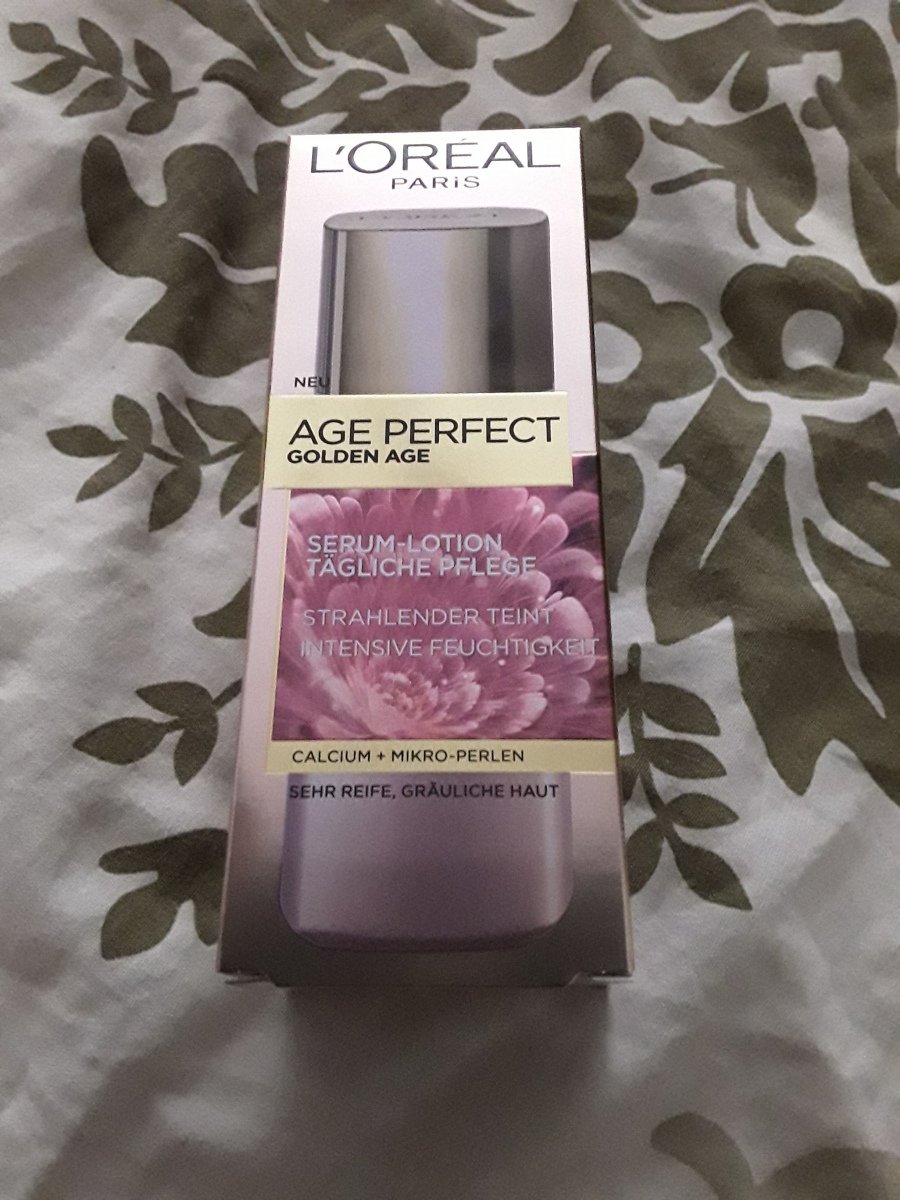 L'ORÉAL
PARiS
NEU
AGE PERFECT
GOLDEN AGE
SERUM-LOTION
TÄGLICHE PFLEGE
STRAHLENDER TEINT
INTENSIVE FEUCHTIGKEIT
CALCIUM + MIKRO-PERLEN
SEHR REIFE, GRÄULICHE HAUT